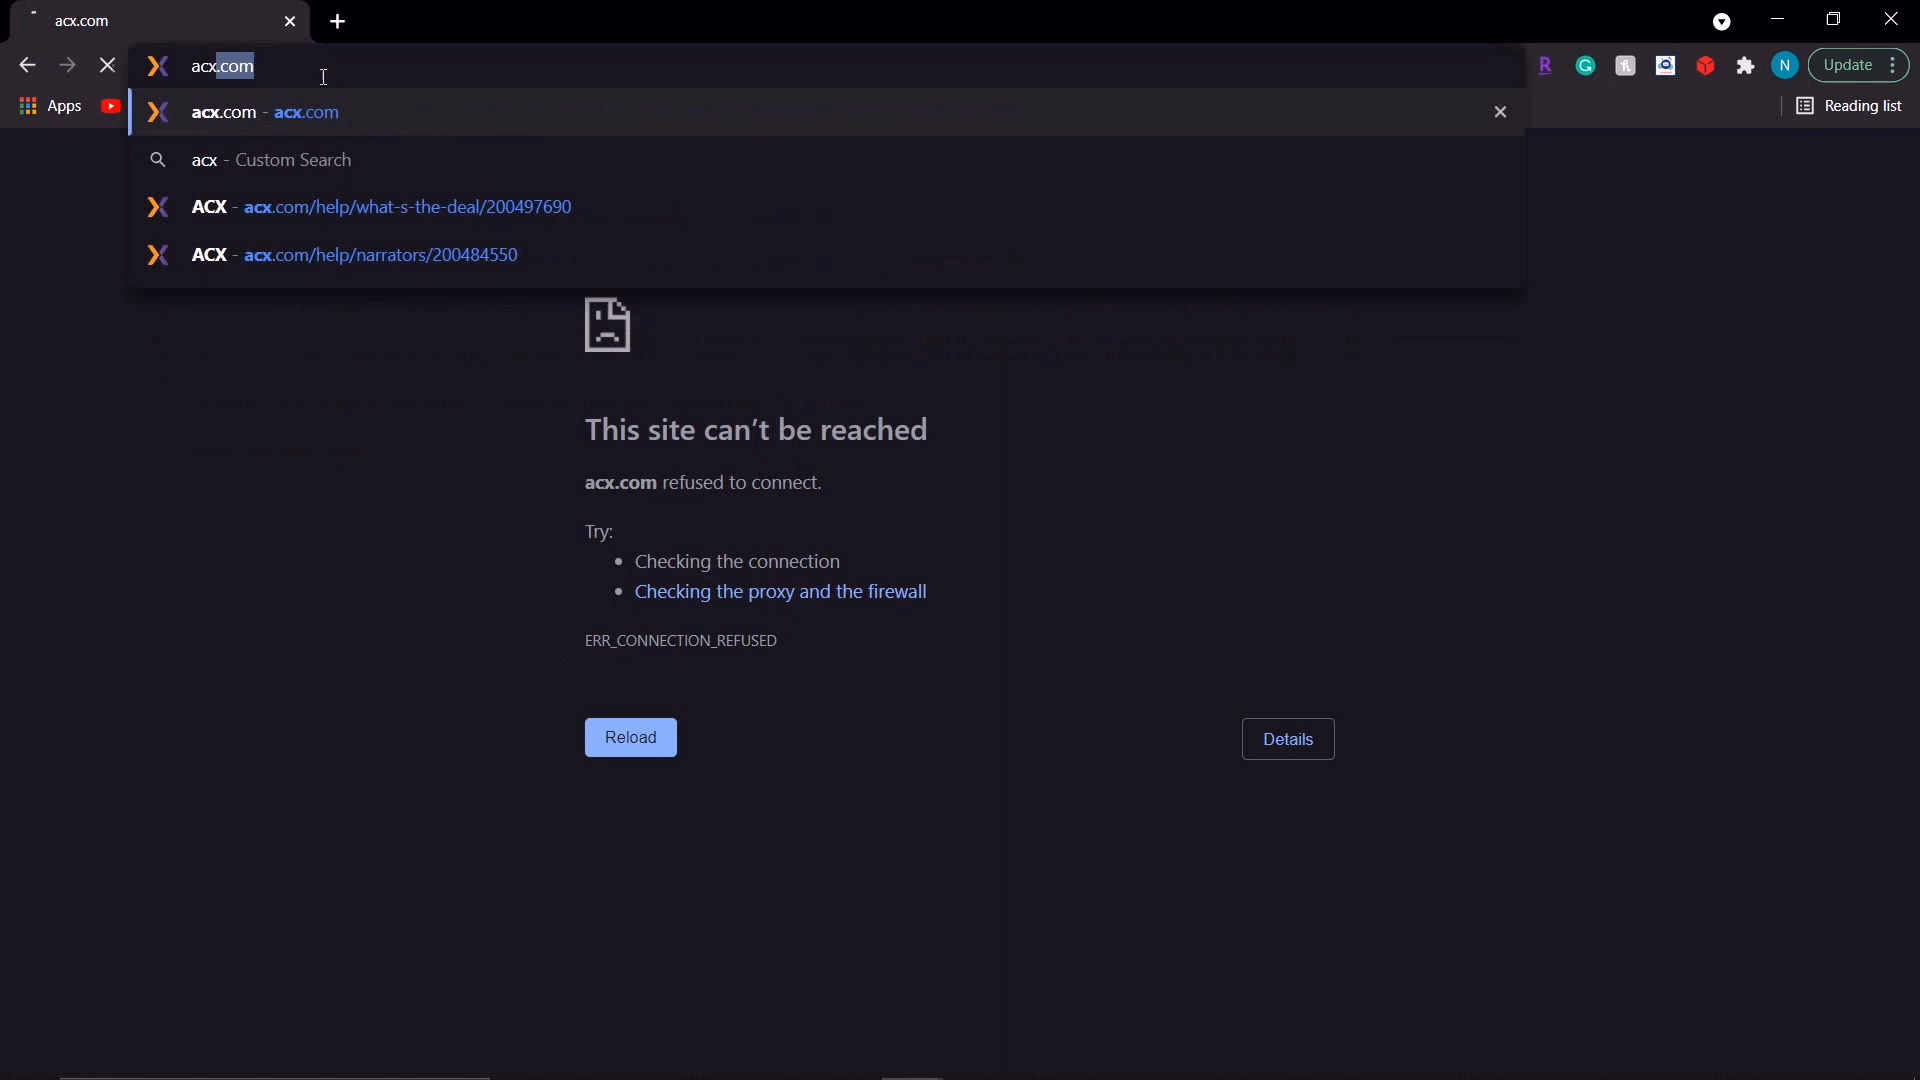 acx.com
acx.com
Update
Apps
acx.com - acx.com
Reading list
acx - Custom Search
ACX - acx.com/help/what-s-the-deal/200497690
ACX - acx.com/help/narrators/200484550
This site can't be reached
acx.com refused to connect.
Try:
• Checking the connection
• Checking the proxy and the firewall
ERR_CONNECTION_REFUSED
Reload
Details
R
G
h
N